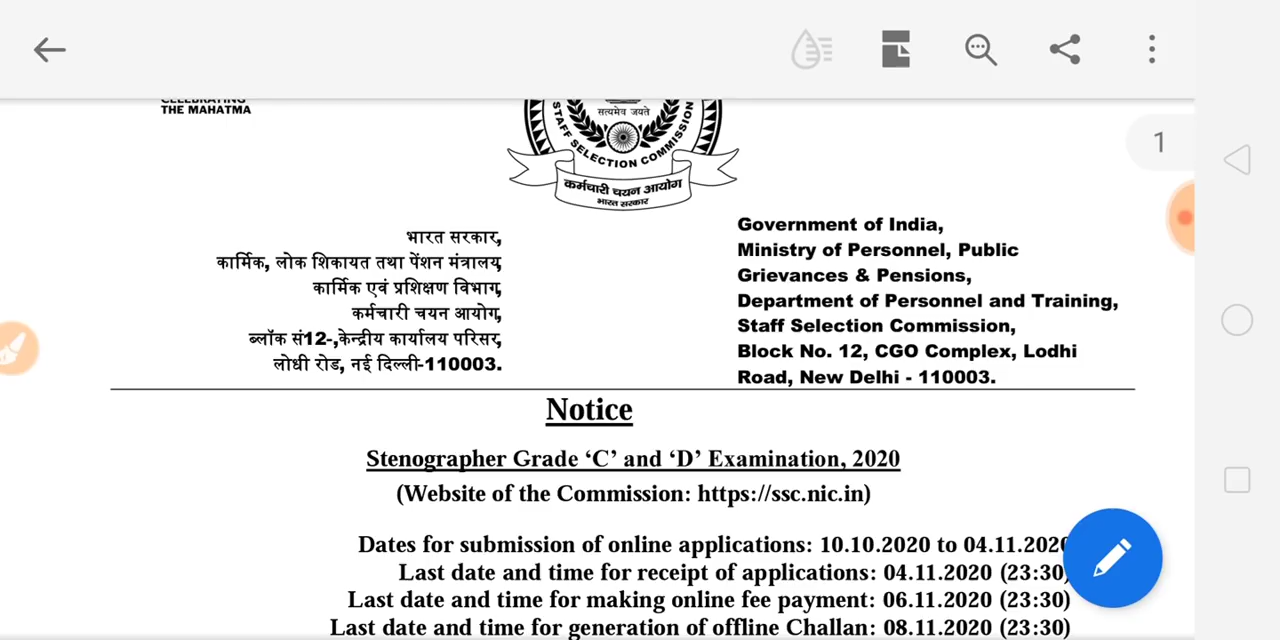 CELEBRATING
THE MAHATMA
सत्यमेव जयते
STAFF SELECTION COMMISSION
कर्मचारी चयन आयोग
भारत सरकार
1
भारत सरकार,
कार्मिक, लोक शिकायत तथा पेंशन मंत्रालय,
कार्मिक एवं प्रशिक्षण विभाग,
कर्मचारी चयन आयोग,
ब्लॉक सं12-,केन्द्रीय कार्यालय परिसर,
लोधी रोड, नई दिल्ली-110003.
Government of India,
Ministry of Personnel, Public
Grievances & Pensions,
Department of Personnel and Training,
Staff Selection Commission,
Block No. 12, CGO Complex, Lodhi
Road, New Delhi - 110003.
Notice
Stenographer Grade ‘C’ and ‘D’ Examination, 2020
(Website of the Commission: https://ssc.nic.in)
Dates for submission of online applications: 10.10.2020 to 04.11.2020
Last date and time for receipt of applications: 04.11.2020 (23:30)
Last date and time for making online fee payment: 06.11.2020 (23:30)
Last date and time for generation of offline Challan: 08.11.2020 (23:30)